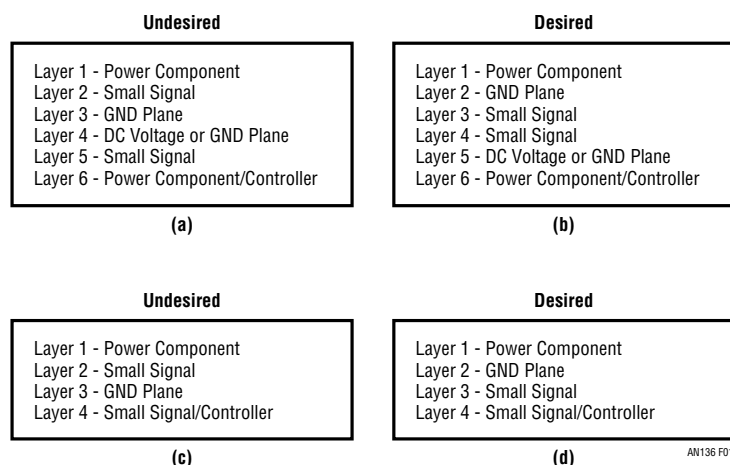 Undesired
Layer 1 - Power Component
Layer 2 - Small Signal
Layer 3 - GND Plane
Layer 4 - DC Voltage or GND Plane
Layer 5 - Small Signal
Layer 6 - Power Component/Controller
(a)
Desired
Layer 1 - Power Component
Layer 2 - GND Plane
Layer 3 - Small Signal
Layer 4 - Small Signal
Layer 5 - DC Voltage or GND Plane
Layer 6 - Power Component/Controller
(b)
Undesired
Layer 1 - Power Component
Layer 2 - Small Signal
Layer 3 - GND Plane
Layer 4 - Small Signal/Controller
(c)
Desired
Layer 1 - Power Component
Layer 2 - GND Plane
Layer 3 - Small Signal
Layer 4 - Small Signal/Controller
(d)
AN136 F01